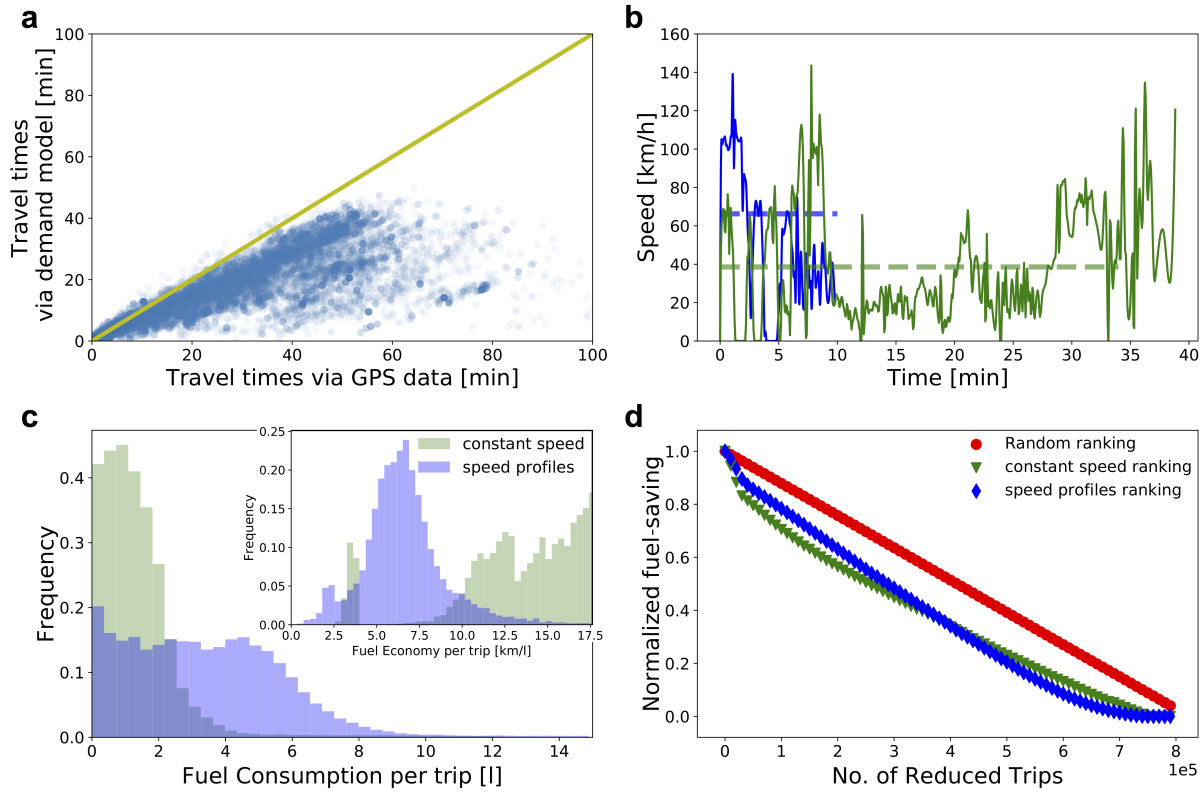 a
100
80
60
40
20
0
Travel times
via demand model [min]
0 20 40 60 80 100
Travel times via GPS data [min]
b
160
140
120
100
80
60
40
20
0
Speed [km/h]
0 5 10 15 20 25 30 35 40
Time [min]
c
0.4
0.3
0.2
0.1
0.0
Frequency
0 2 4 6 8 10 12 14
Fuel Consumption per trip [l]
0.25
0.20
0.15
0.10
0.05
0.00
Frequency
constant speed
speed profiles
0.0 2.5 5.0 7.5 10.0 12.5 15.0 17.5
Fuel Economy per trip [km/l]
d
1.0
0.8
0.6
0.4
0.2
0.0
Normalized fuel-saving
Random ranking
constant speed ranking
speed profiles ranking
0 1 2 3 4 5 6 7 8
1e5
No. of Reduced Trips